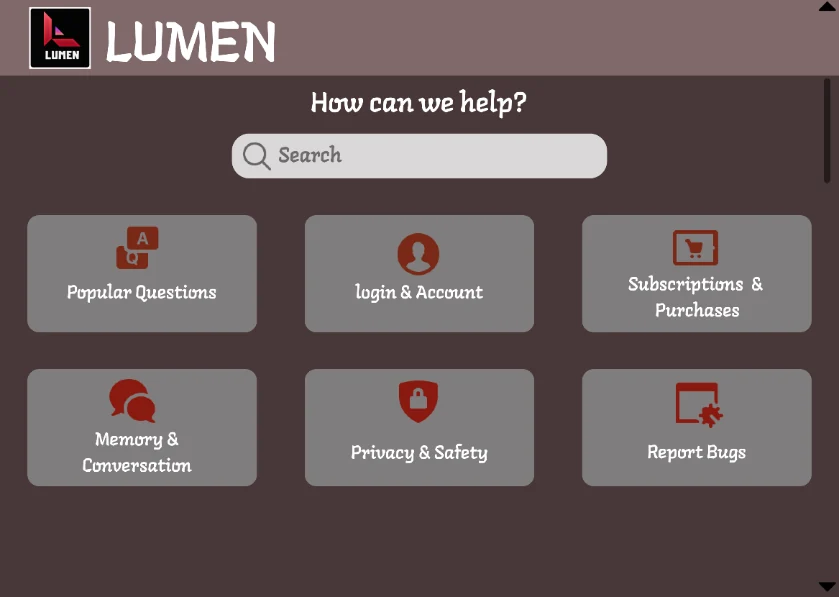 LUMEN
LUMEN
How can we help?
Search
A
Q
Popular Questions
login & Account
Subscriptions &
Purchases
Memory &
Conversation
Privacy & Safety
Report Bugs